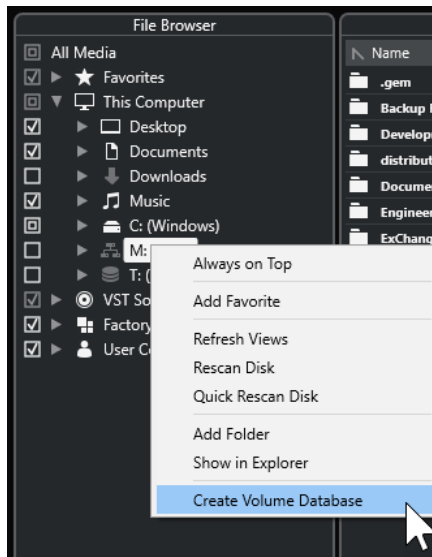 File Browser
All Media
Favorites
This Computer
Desktop
Documents
Downloads
Music
C: (Windows)
M:
T: (
VST So
Factory
User Co
Name
.gem
Backup
Develop
distribut
Docume
Engineer
ExChang
Always on Top
Add Favorite
Refresh Views
Rescan Disk
Quick Rescan Disk
Add Folder
Show in Explorer
Create Volume Database